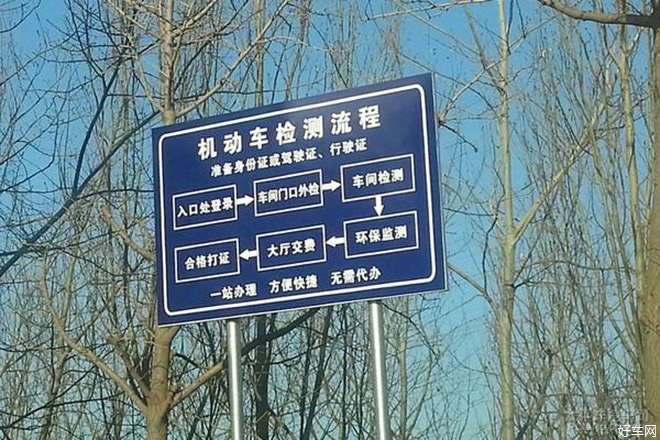 机动车检测流程
准备身份证或驾驶证、行驶证
入口处登录 车间门口外检 车间检测
合格打证 大厅交费 环保监测
一站办理 方便快捷 无需代办
好车网